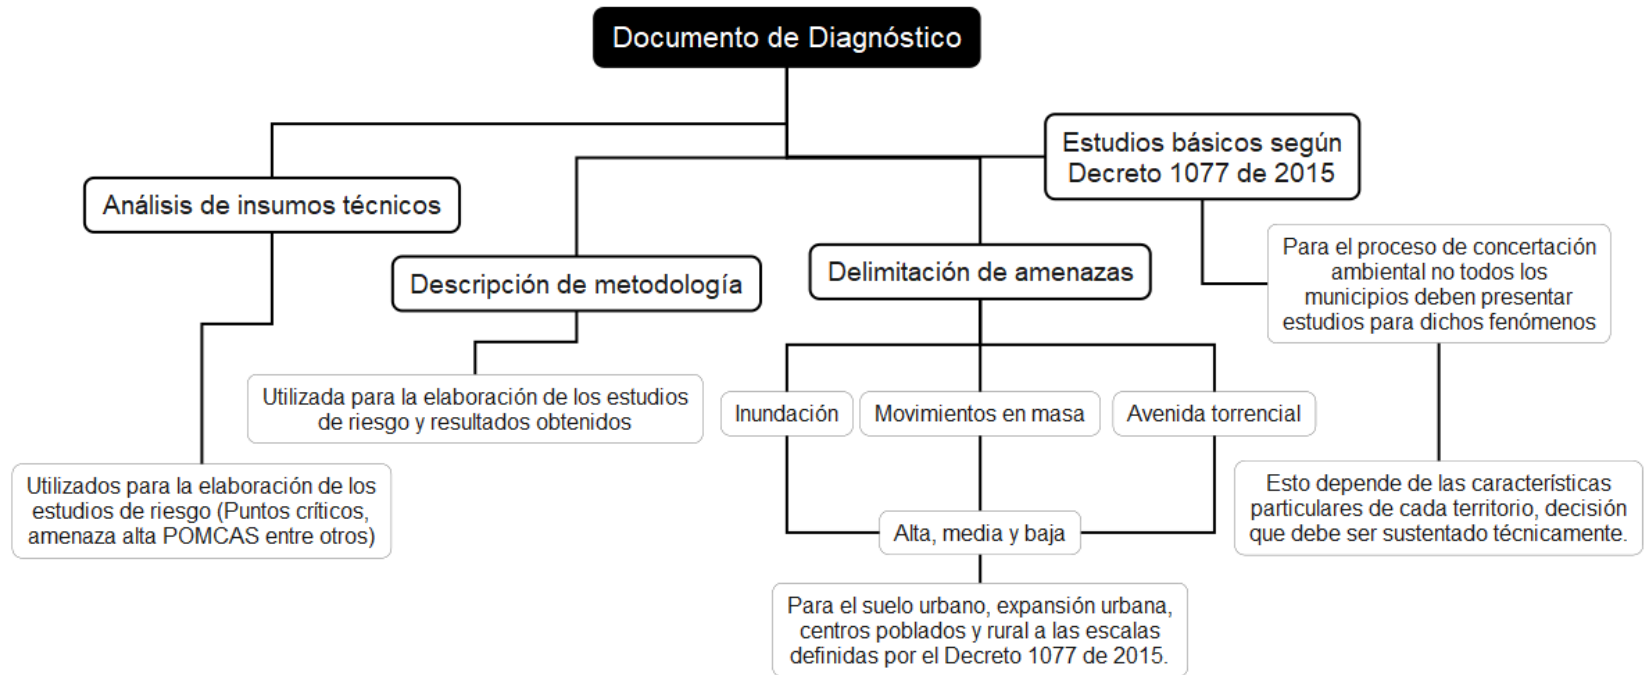 Documento de Diagnóstico
Estudios básicos según
Decreto 1077 de 2015
Análisis de insumos técnicos
Descripción de metodología
Delimitación de amenazas
Para el proceso de concertación
ambiental no todos los
municipios deben presentar
estudios para dichos fenómenos
Utilizada para la elaboración de los estudios
de riesgo y resultados obtenidos
Inundación
Movimientos en masa
Avenida torrencial
Utilizados para la elaboración de los
estudios de riesgo (Puntos críticos,
amenaza alta POMCAS entre otros)
Alta, media y baja
Esto depende de las características
particulares de cada territorio, decisión
que debe ser sustentado técnicamente.
Para el suelo urbano, expansión urbana,
centros poblados y rural a las escalas
definidas por el Decreto 1077 de 2015.